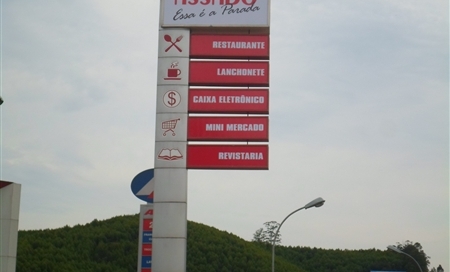 Essa é a Parada
RESTAURANTE
LANCHONETE
CAIXA ELETRÔNICO
MINI MERCADO
REVISTARIA